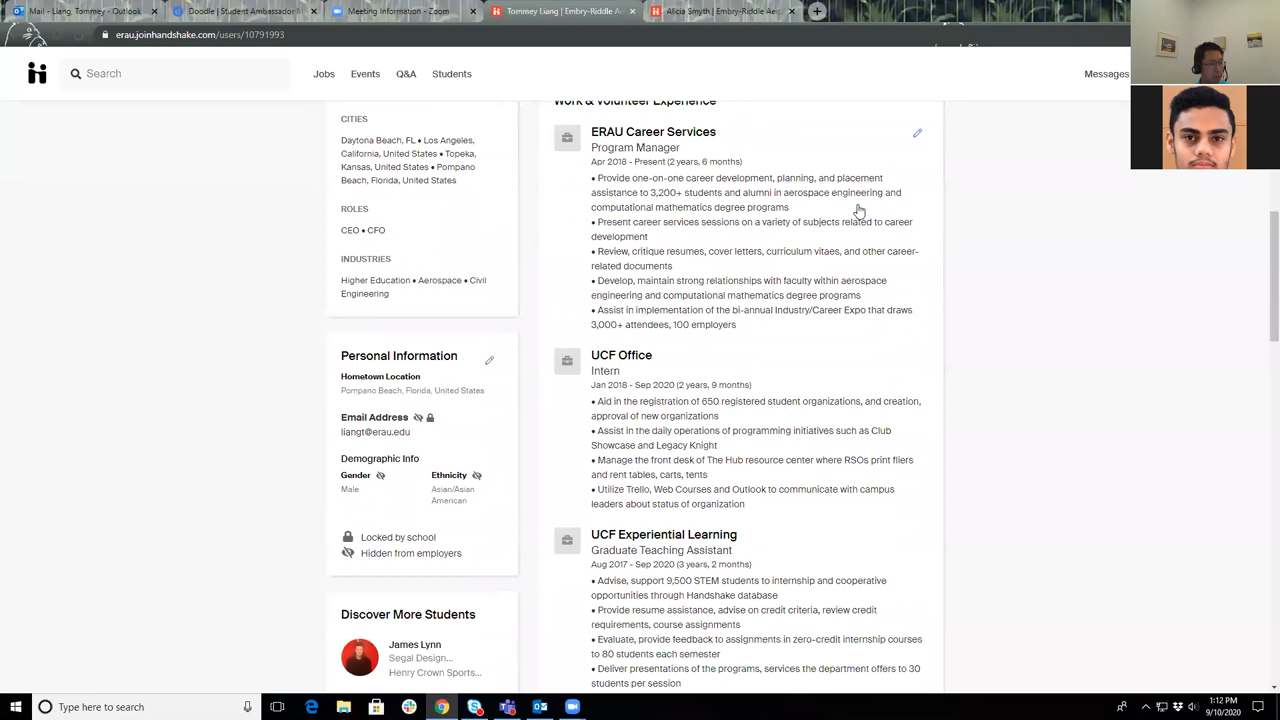 Mail - Liang, Tommey - Outlook
Doodle | Student Ambassador M
Meeting Information - Zoom
Tommey Liang | Embry-Riddle Ae
Alicia Smyth | Embry-Riddle Aer
erau.joinhandshake.com/users/10791993
Search
Jobs
Events
Q&A
Students
Messages
CITIES
Daytona Beach, FL • Los Angeles,
California, United States • Topeka,
Kansas, United States • Pompano
Beach, Florida, United States
ROLES
CEO • CFO
INDUSTRIES
Higher Education • Aerospace • Civil
Engineering
Personal Information
Hometown Location
Pompano Beach, Florida, United States
Email Address
liangt@erau.edu
Demographic Info
Gender
Male
Ethnicity
Asian/Asian
American
Locked by school
Hidden from employers
Discover More Students
James Lynn
Segal Design...
Henry Crown Sports...
Work & Volunteer Experience
ERAU Career Services
Program Manager
Apr 2018 - Present (2 years, 6 months)
• Provide one-on-one career development, planning, and placement
assistance to 3,200+ students and alumni in aerospace engineering and
computational mathematics degree programs
• Present career services sessions on a variety of subjects related to career
development
• Review, critique resumes, cover letters, curriculum vitaes, and other career-
related documents
• Develop, maintain strong relationships with faculty within aerospace
engineering and computational mathematics degree programs
• Assist in implementation of the bi-annual Industry/Career Expo that draws
3,000+ attendees, 100 employers
UCF Office
Intern
Jan 2018 - Sep 2020 (2 years, 9 months)
• Aid in the registration of 650 registered student organizations, and creation,
approval of new organizations
• Assist in the daily operations of programming initiatives such as Club
Showcase and Legacy Knight
• Manage the front desk of The Hub resource center where RSOs print fliers
and rent tables, carts, tents
• Utilize Trello, Web Courses and Outlook to communicate with campus
leaders about status of organization
UCF Experiential Learning
Graduate Teaching Assistant
Aug 2017 - Sep 2020 (3 years, 2 months)
• Advise, support 9,500 STEM students to internship and cooperative
opportunities through Handshake database
• Provide resume assistance, advise on credit criteria, review credit
requirements, course assignments
• Evaluate, provide feedback to assignments in zero-credit internship courses
to 80 students each semester
• Deliver presentations of the programs, services the department offers to 30
students per session
Type here to search
1:12 PM
9/10/2020